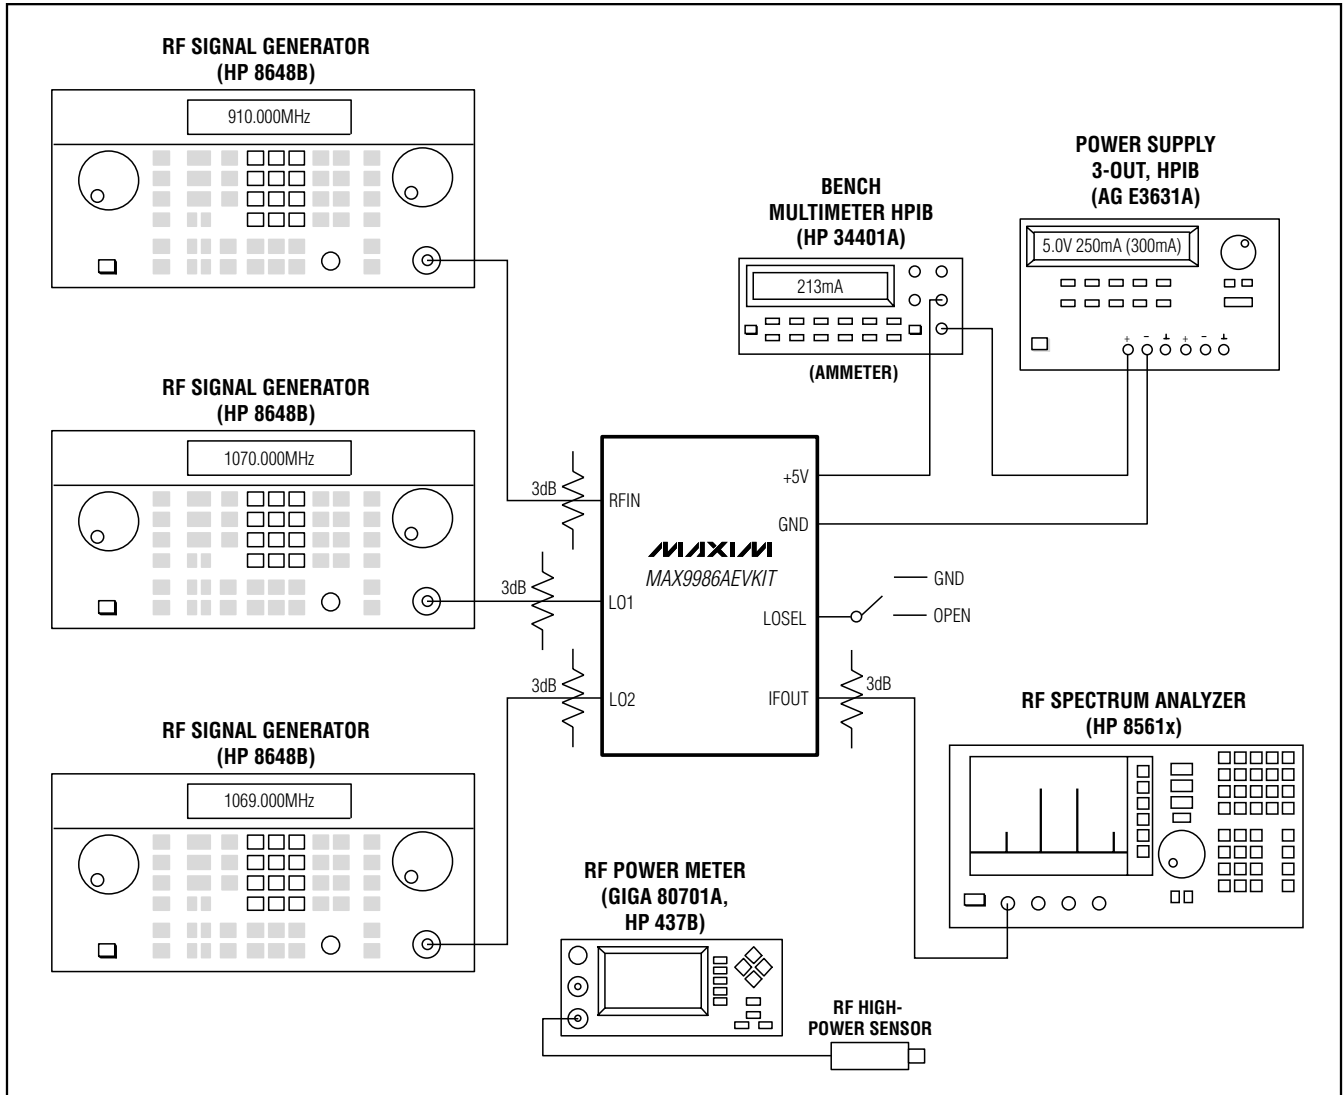 RF SIGNAL GENERATOR
(HP 8648B)
910.000MHz
RF SIGNAL GENERATOR
(HP 8648B)
1070.000MHz
RF SIGNAL GENERATOR
(HP 8648B)
1069.000MHz
BENCH
MULTIMETER HPIB
(HP 34401A)
213mA
(AMMETER)
POWER SUPPLY
3-OUT, HPIB
(AG E3631A)
5.0V 250mA (300mA)
+ - + -
3dB
RFIN
3dB
LO1
3dB
LO2
MAXIM
MAX9986AEVKIT
+5V
GND
LOSEL
GND
OPEN
IFOUT
3dB
RF SPECTRUM ANALYZER
(HP 8561x)
RF POWER METER
(GIGA 80701A,
HP 437B)
RF HIGH-
POWER SENSOR